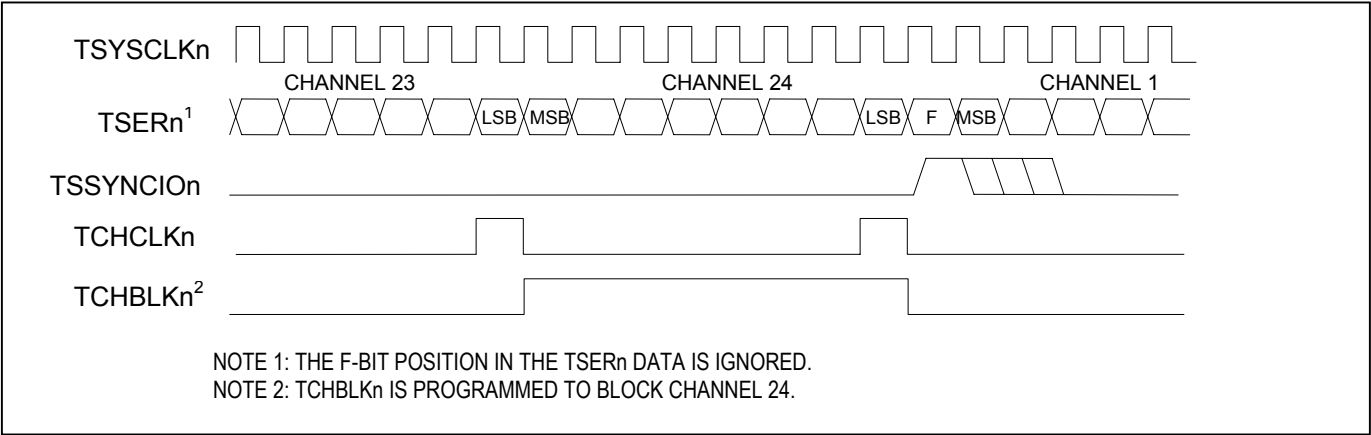 TSYSCLKn
CHANNEL 23 CHANNEL 24 CHANNEL 1
TSERn¹ LSB MSB LSB F MSB
TSSYNCIOn
TCHCLKn
TCHBLKn²
NOTE 1: THE F-BIT POSITION IN THE TSERn DATA IS IGNORED.
NOTE 2: TCHBLKn IS PROGRAMMED TO BLOCK CHANNEL 24.